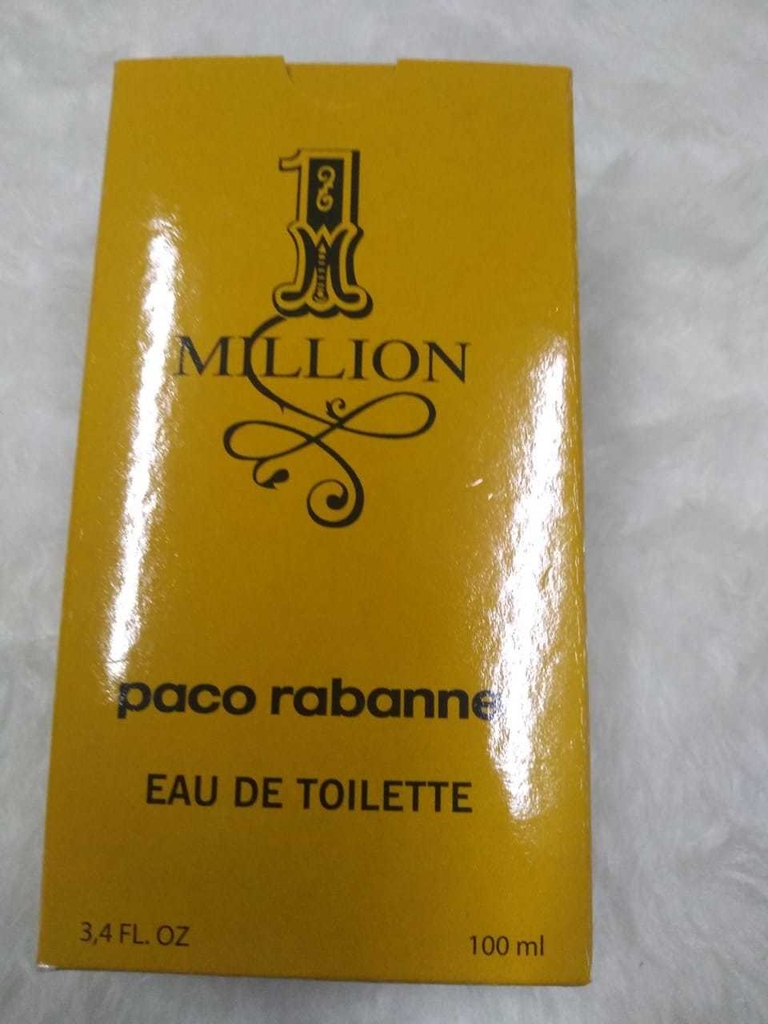 1
MILLION
paco rabanne
EAU DE TOILETTE
3,4 FL. OZ
100 ml